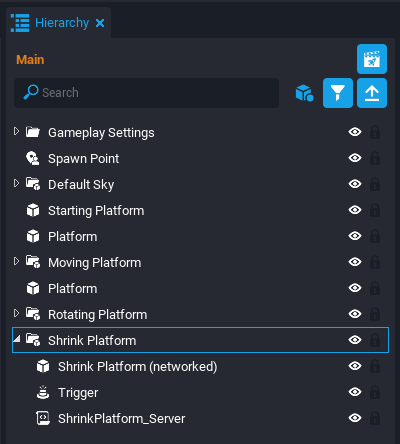 Hierarchy
Main
Search
Gameplay Settings
Spawn Point
Default Sky
Starting Platform
Platform
Moving Platform
Platform
Rotating Platform
Shrink Platform
Shrink Platform (networked)
Trigger
ShrinkPlatform_Server